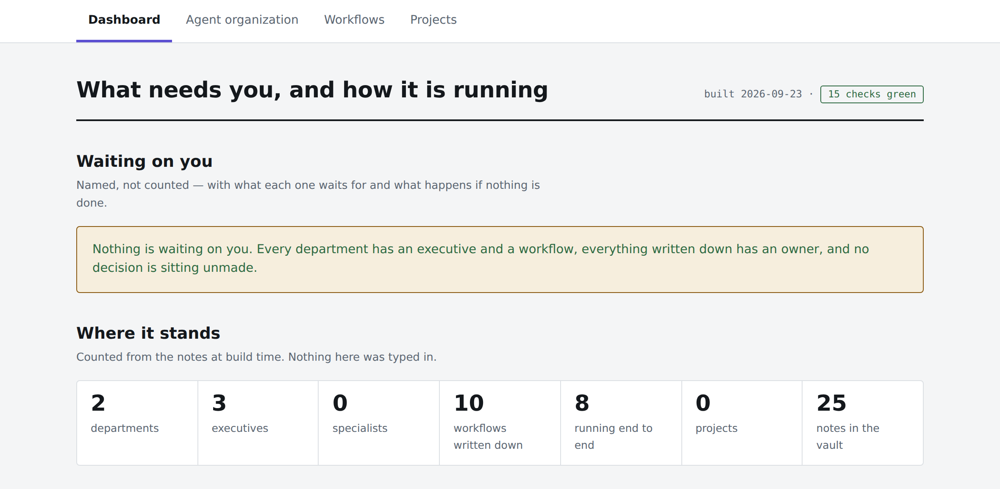 Dashboard Agent organization Workflows Projects
What needs you, and how it is running
built 2026-09-23 · 15 checks green
Waiting on you
Named, not counted — with what each one waits for and what happens if nothing is
done.
Nothing is waiting on you. Every department has an executive and a workflow, everything written down has an owner, and no
decision is sitting unmade.
Where it stands
Counted from the notes at build time. Nothing here was typed in.
2
departments
3
executives
0
specialists
10
workflows
written down
8
running end to
end
0
projects
25
notes in the
vault